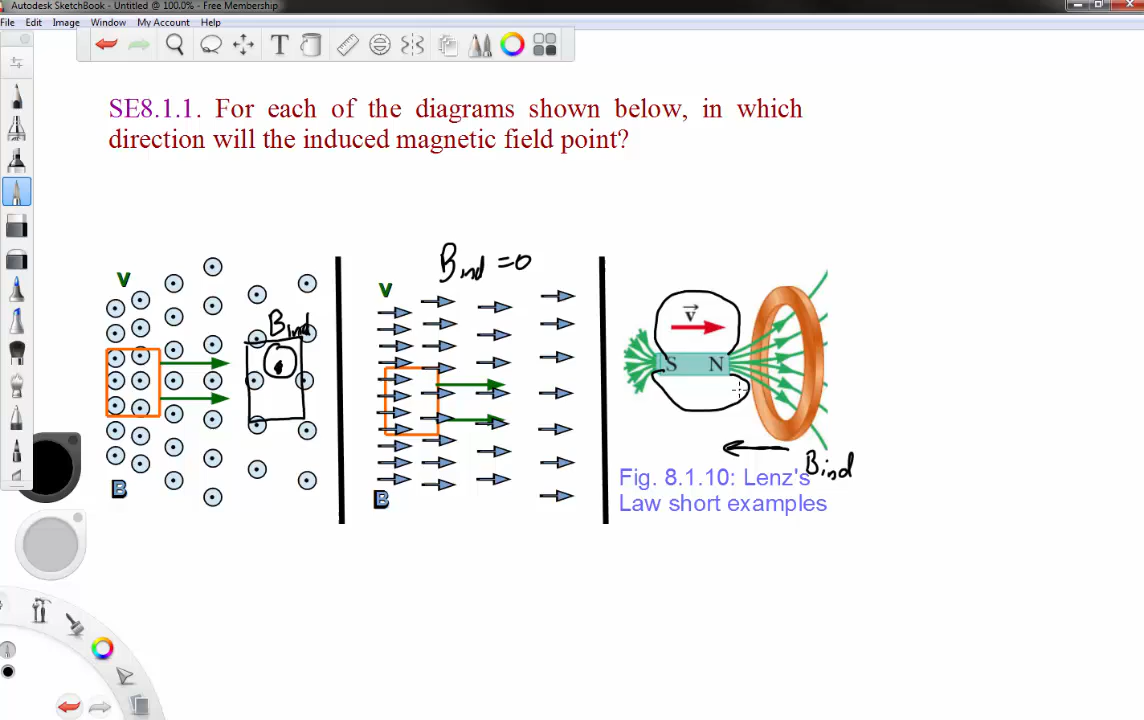 Autodesk SketchBook - Untitled @ 100.0% - Free Membership
File Edit Image Window My Account Help
T
SE8.1.1. For each of the diagrams shown below, in which
direction will the induced magnetic field point?
V
Bind
B
Bind =0
V
B
v
S N
Bind
Fig. 8.1.10: Lenz's
Law short examples